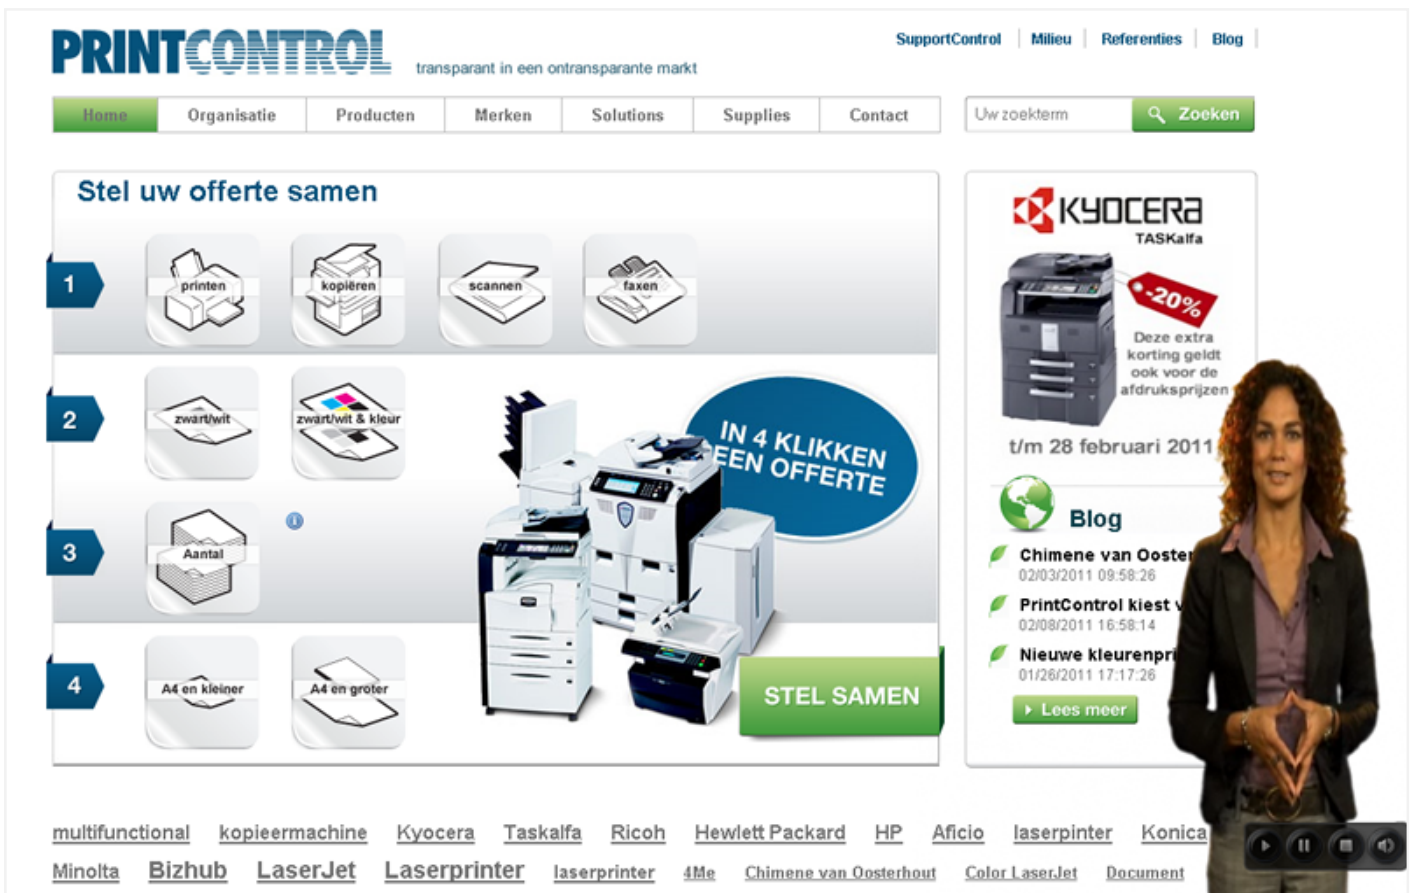 PRINTCONTROL
transparant in een ontransparante markt
SupportControl Milieu Referenties Blog
Home Organisatie Producten Merken Solutions Supplies Contact
Uw zoekterm Zoeken
Stel uw offerte samen
1
printen kopiëren scannen faxen
2
zwart/wit zwart/wit & kleur
IN 4 KLIKKEN
EEN OFFERTE
3
Aantal
4
A4 en kleiner A4 en groter
STEL SAMEN
KYOCERA
TASKalfa
-20%
Deze extra
korting geldt
ook voor de
afdruksprijzen
t/m 28 februari 2011
Blog
Chimene van Ooster
02/03/2011 09:58:26
PrintControl kiest v
02/08/2011 16:58:14
Nieuwe kleurenpri
01/26/2011 17:17:26
Lees meer
multifunctional kopieermachine Kyocera Taskalfa Ricoh Hewlett Packard HP Aficio laserpinter Konica
Minolta Bizhub LaserJet Laserprinter laserprinter 4Me Chimene van Oosterhout Color LaserJet Document